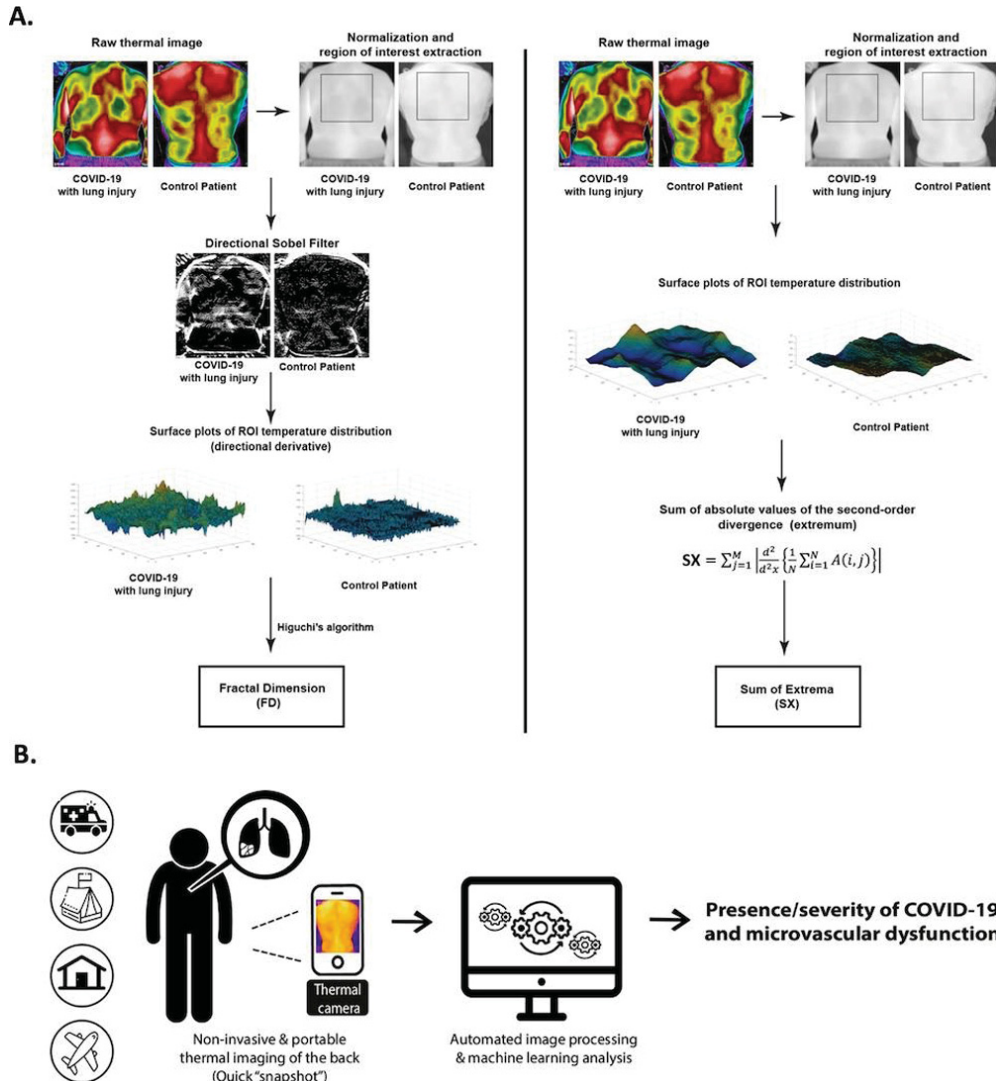 A.
Raw thermal image
Normalization and
region of interest extraction
COVID-19
with lung injury
Control Patient
COVID-19
with lung injury
Control Patient
Directional Sobel Filter
COVID-19
with lung injury
Control Patient
Surface plots of ROI temperature distribution
(directional derivative)
COVID-19
with lung injury
Control Patient
Higuchi's algorithm
Fractal Dimension
(FD)
Raw thermal image
Normalization and
region of interest extraction
COVID-19
with lung injury
Control Patient
COVID-19
with lung injury
Control Patient
Surface plots of ROI temperature distribution
COVID-19
with lung injury
Control Patient
Sum of absolute values of the second-order
divergence (extremum)
SX = ∑_{j=1}^{M} |d²/d²x {1/N ∑_{i=1}^{N} A(i,j)}|
Sum of Extrema
(SX)
B.
Thermal
camera
Non-invasive & portable
thermal imaging of the back
(Quick "snapshot")
Automated image processing
& machine learning analysis
Presence/severity of COVID-19
and microvascular dysfunction